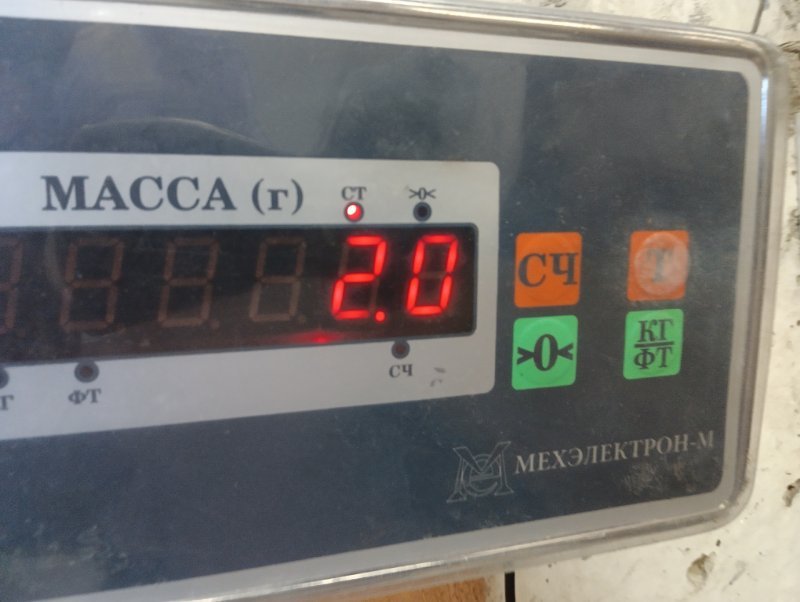 МАССА (г)
СТ
>0<
2.0
СЧ
Т
>0<
КГ
ФТ
ФТ
СЧ
МЕХЭЛЕКТРОН-М